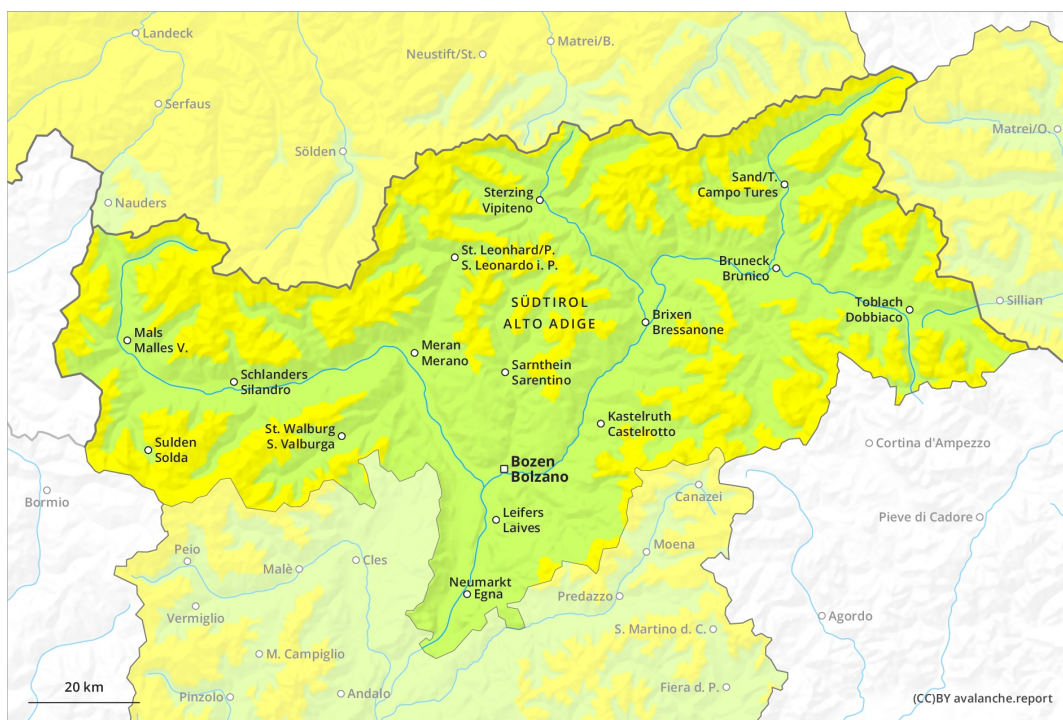 Landeck
Matrei/B.
Neustift/St.
Serfaus
Matrei/O.
Sölden
Sand/T.
Campo Tures
Sterzing
Vipiteno
Nauders
St. Leonhard/P.
S. Leonardo i. P.
Bruneck
Brunico
SÜDTIROL
ALTO ADIGE
Toblach
Dobbiaco
Sillian
Brixen
Bressanone
Mals
Malles V.
Meran
Merano
Sarnthein
Sarentino
Schlanders
Silandro
Kastelruth
Castelrotto
St. Walburg
S. Valburga
Sulden
Solda
Cortina d'Ampezzo
Bozen
Bolzano
Bormio
Canazei
Leifers
Laives
Pieve di Cadore
Moena
Peio
Cles
Malè
Neumarkt
Egna
Predazzo
Vermiglio
Agordo
S. Martino d. C.
M. Campiglio
Fiera d. P.
20 km
Pinzolo
Andalo
(CC)BY avalanche.report